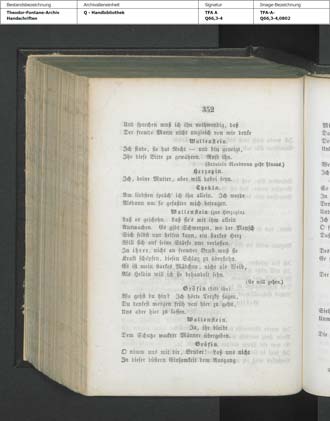 Bestandsbezeichnung
Theodor-Fontane-Archiv
Handschriften
Archivalieneinheit
Q - Handbibliothek
Signatur
TFA A
Q66,3-4
Image-Bezeichnung
TFA-A-
Q66,3-4,0802
352
Und sprechen muß ich ihn nothwendig, daß
Der fremde Mann nicht ungleich von mir denke
Wallenstein.
Ich finde, sie hat Recht — und bin geneigt,
Ihr diese Bitte zu gewähren. Ruft ihn.
(Fräulein Neubrunn geht hinaus.)
Herzogin.
Ich, deine Mutter, aber will dabei seyn.
Thekla.
Am liebsten spräch' ich ihn allein. Ich werde
Alsdann um so gefaßter mich betragen.
Wallenstein (zur Herzogin).
Laß es geschehn. Laß sie's mit ihm allein
Ausmachen. Es gibt Schmerzen, wo der Mensch
Sich selbst nur helfen kann, ein starkes Herz
Will sich auf seine Stärke nur verlassen.
In ihrer, nicht an fremder Brust muß sie
Kraft schöpfen, diesen Schlag zu überstehn.
Es ist mein starkes Mädchen; nicht als Weib,
Als Heldin will ich sie behandelt sehn.
(Er will gehen.)
Gräfin (hält ihn).
Wo gehst du hin? Ich hörte Terzky sagen,
Du denkest morgen früh von hier zu gehn,
Uns aber hier zu lassen.
Wallenstein.
Ja, ihr bleibt
Dem Schutze wackrer Männer übergeben.
Gräfin.
O nimm uns mit dir, Bruder! Laß uns nicht
In dieser düstern Einsamkeit dem Ausgang